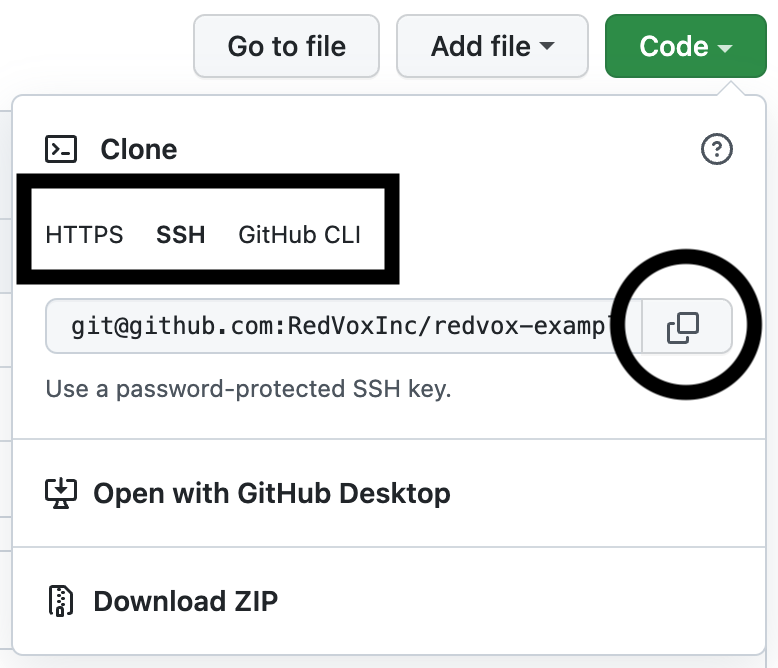 Go to file Add file Code
Clone
HTTPS SSH GitHub CLI
git@github.com:RedVoxInc/redvox-examp
Use a password-protected SSH key.
Open with GitHub Desktop
Download ZIP